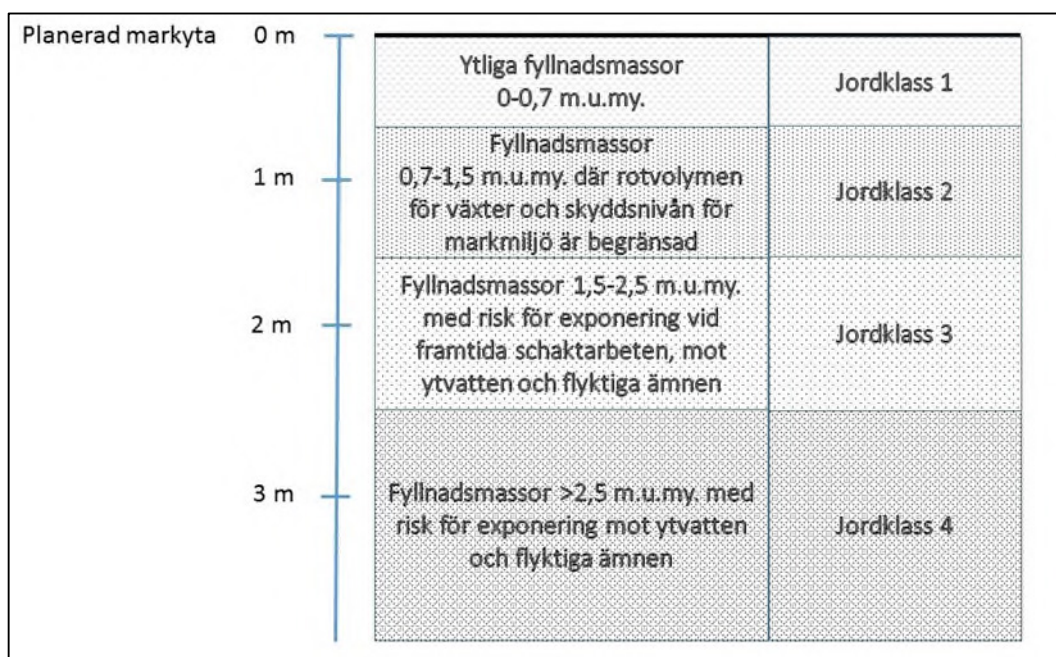 Planerad markyta
0 m
Ytliga fyllnadsmassor
0-0,7 m.u.my.
Jordklass 1
1 m
Fyllnadsmassor
0,7-1,5 m.u.my. där rotvolymen
för växter och skyddsnivån för
markmiljö är begränsad
Jordklass 2
2 m
Fyllnadsmassor 1,5-2,5 m.u.my.
med risk för exponering vid
framtida schaktarbeten, mot
ytvatten och flyktiga ämnen
Jordklass 3
3 m
Fyllnadsmassor >2,5 m.u.my. med
risk för exponering mot ytvatten
och flyktiga ämnen
Jordklass 4